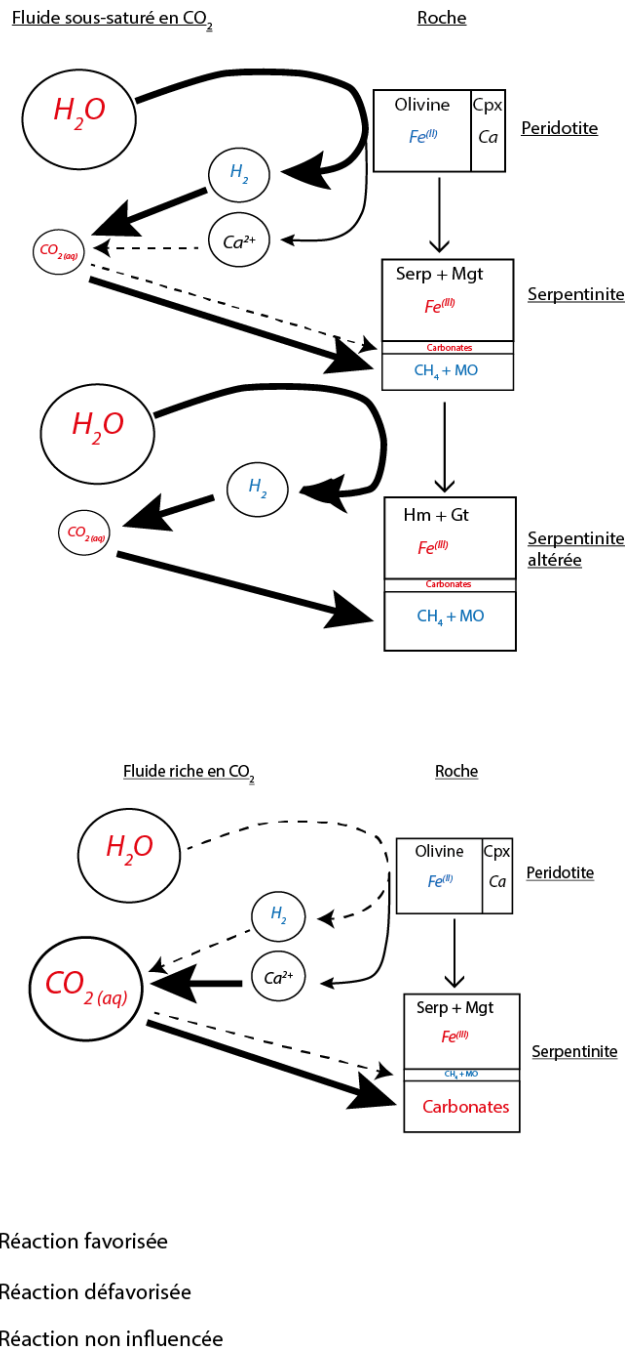 Fluide sous-saturé en CO₂
Roche
H₂O
Olivine
Cpx
Fe(II)
Ca
Peridotite
H₂
Ca²⁺
CO₂ (aq)
Serp + Mgt
Fe(III)
Serpentinite
Carbonates
CH₄ + MO
H₂O
H₂
CO₂ (aq)
Hm + Gt
Fe(III)
Serpentinite
altérée
Carbonates
CH₄ + MO
Fluide riche en CO₂
Roche
H₂O
Olivine
Cpx
Fe(II)
Ca
Peridotite
H₂
Ca²⁺
CO₂ (aq)
Serp + Mgt
Fe(III)
Serpentinite
CH₄ + MO
Carbonates
Réaction favorisée
Réaction défavorisée
Réaction non influencée